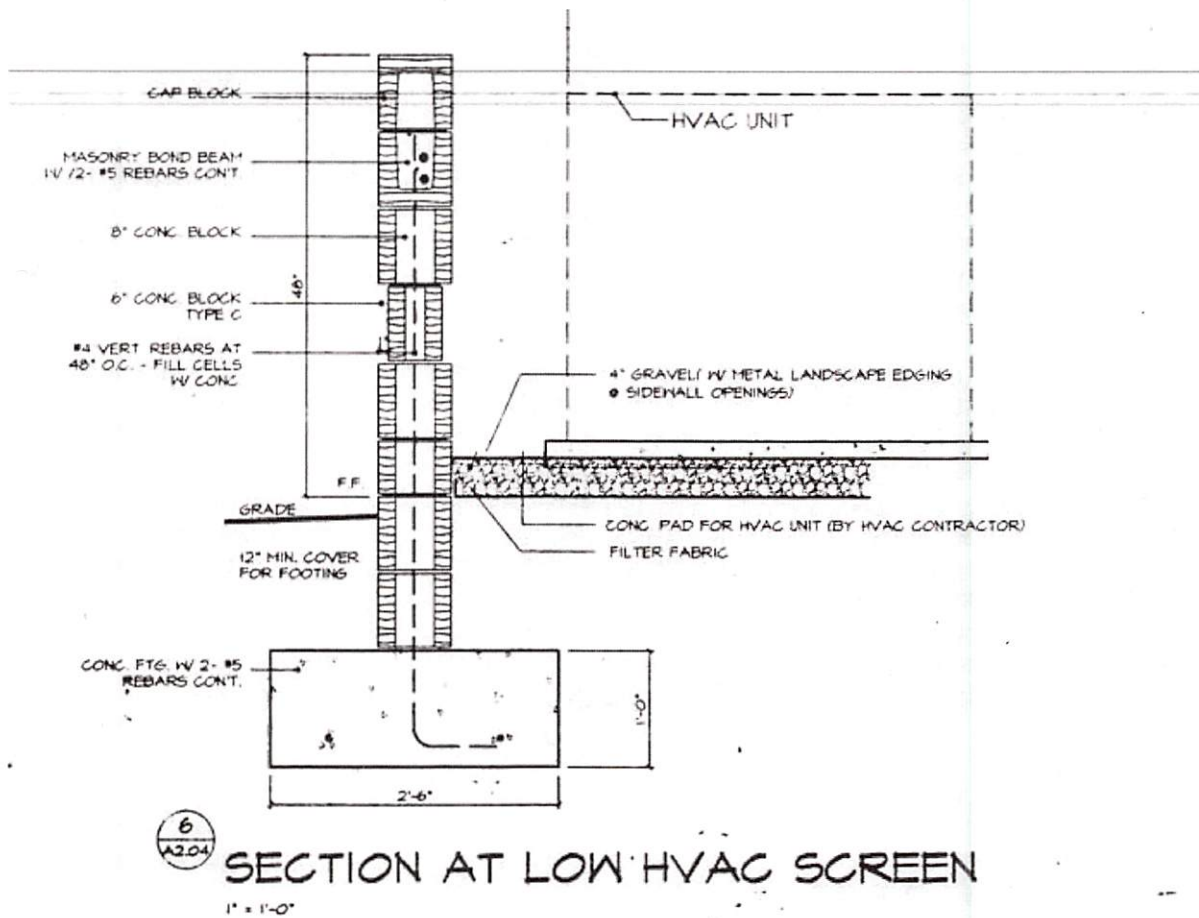 CAP BLOCK
HVAC UNIT
MASONRY BOND BEAM
W/ 2- #5 REBARS CON'T
8" CONC BLOCK
6" CONC BLOCK
TYPE C
48"
#4 VERT REBARS AT
48" O.C. - FILL CELLS
W/ CONC
4" GRAVEL( W/ METAL LANDSCAPE EDGING
@ SIDEWALL OPENINGS)
F.F.
GRADE
12" MIN. COVER
FOR FOOTING
CONC PAD FOR HVAC UNIT (BY HVAC CONTRACTOR)
FILTER FABRIC
CONC. FTG. W/ 2- #5
REBARS CONT.
1'-0"
2'-6"
6
A2.04
SECTION AT LOW HVAC SCREEN
1" = 1'-0"